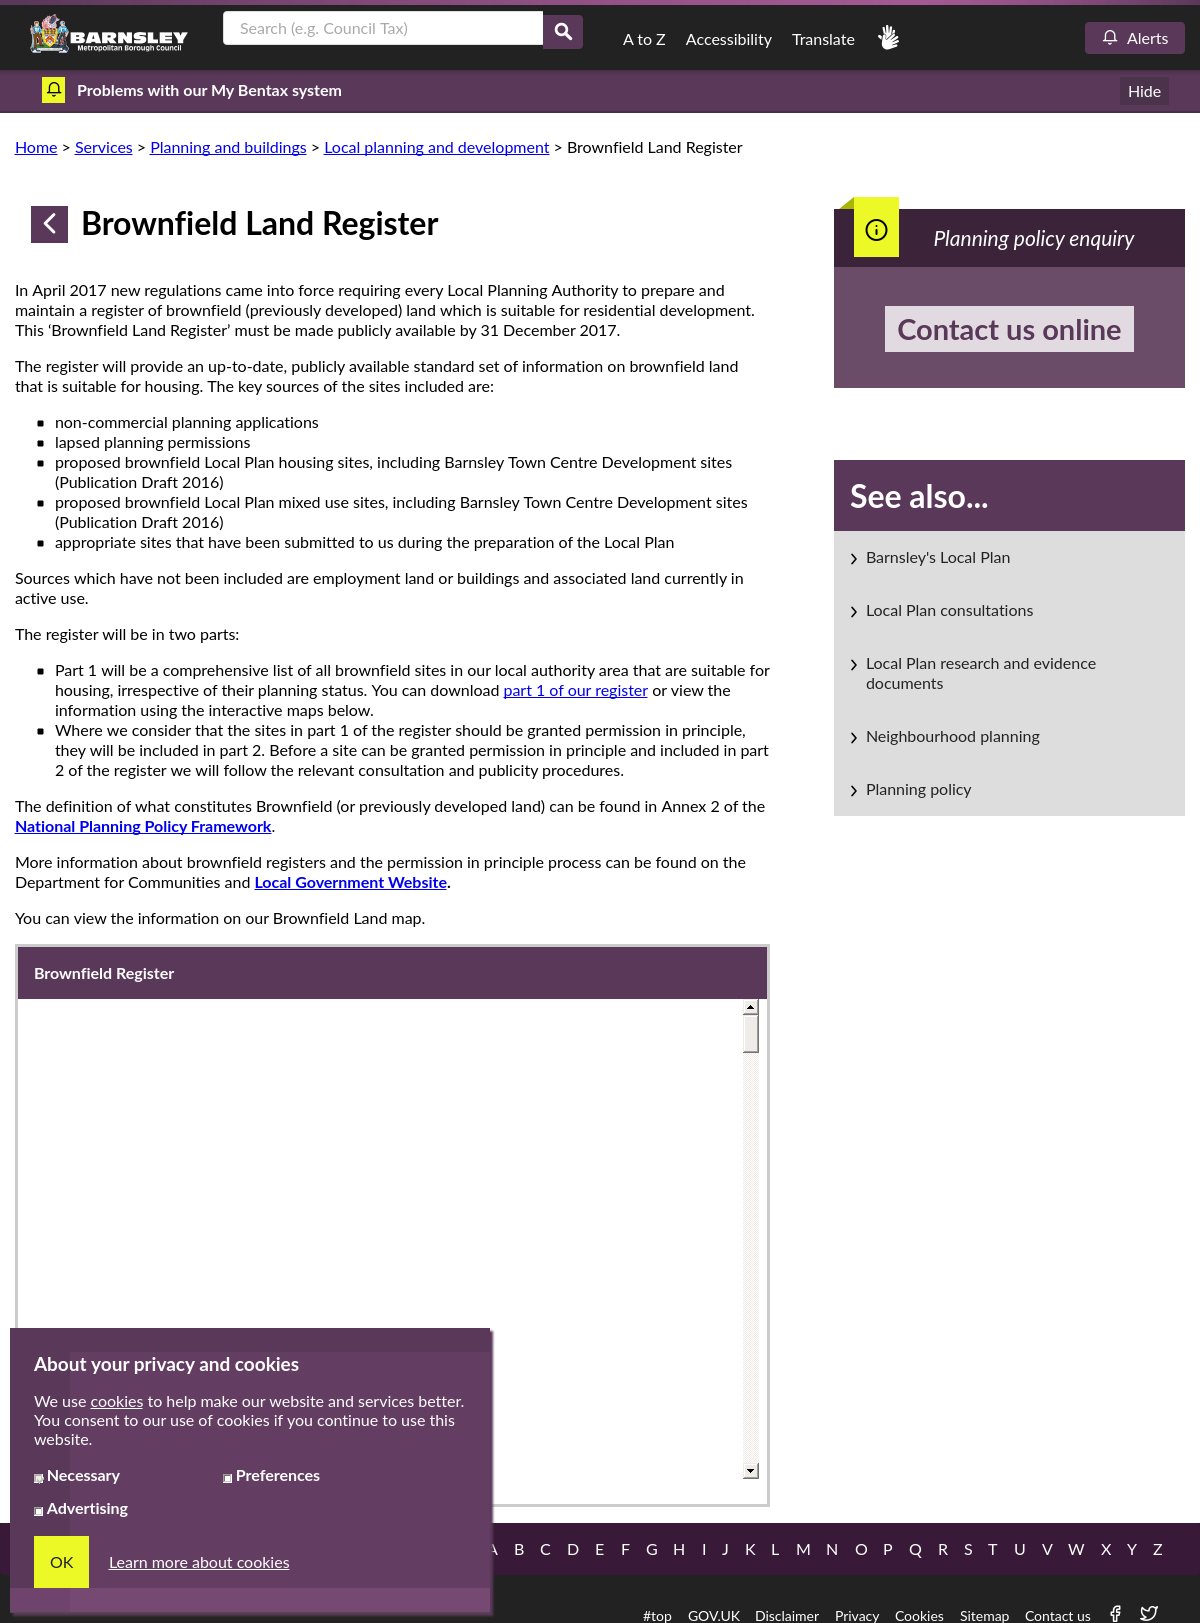 BARNSLEY
Metropolitan Borough Council
Search (e.g. Council Tax)
A to Z Accessibility Translate
Alerts
Problems with our My Bentax system
Hide
Home > Services > Planning and buildings > Local planning and development > Brownfield Land Register
Brownfield Land Register
In April 2017 new regulations came into force requiring every Local Planning Authority to prepare and
maintain a register of brownfield (previously developed) land which is suitable for residential development.
This ‘Brownfield Land Register’ must be made publicly available by 31 December 2017.
The register will provide an up-to-date, publicly available standard set of information on brownfield land
that is suitable for housing. The key sources of the sites included are:
non-commercial planning applications
lapsed planning permissions
proposed brownfield Local Plan housing sites, including Barnsley Town Centre Development sites
(Publication Draft 2016)
proposed brownfield Local Plan mixed use sites, including Barnsley Town Centre Development sites
(Publication Draft 2016)
appropriate sites that have been submitted to us during the preparation of the Local Plan
Sources which have not been included are employment land or buildings and associated land currently in
active use.
The register will be in two parts:
Part 1 will be a comprehensive list of all brownfield sites in our local authority area that are suitable for
housing, irrespective of their planning status. You can download part 1 of our register or view the
information using the interactive maps below.
Where we consider that the sites in part 1 of the register should be granted permission in principle,
they will be included in part 2. Before a site can be granted permission in principle and included in part
2 of the register we will follow the relevant consultation and publicity procedures.
The definition of what constitutes Brownfield (or previously developed land) can be found in Annex 2 of the
National Planning Policy Framework.
More information about brownfield registers and the permission in principle process can be found on the
Department for Communities and Local Government Website.
You can view the information on our Brownfield Land map.
Brownfield Register
Planning policy enquiry
Contact us online
See also...
Barnsley's Local Plan
Local Plan consultations
Local Plan research and evidence
documents
Neighbourhood planning
Planning policy
About your privacy and cookies
We use cookies to help make our website and services better.
You consent to our use of cookies if you continue to use this
website.
Necessary Preferences
Advertising
OK Learn more about cookies
A B C D E F G H I J K L M N O P Q R S T U V W X Y Z
#top GOV.UK Disclaimer Privacy Cookies Sitemap Contact us